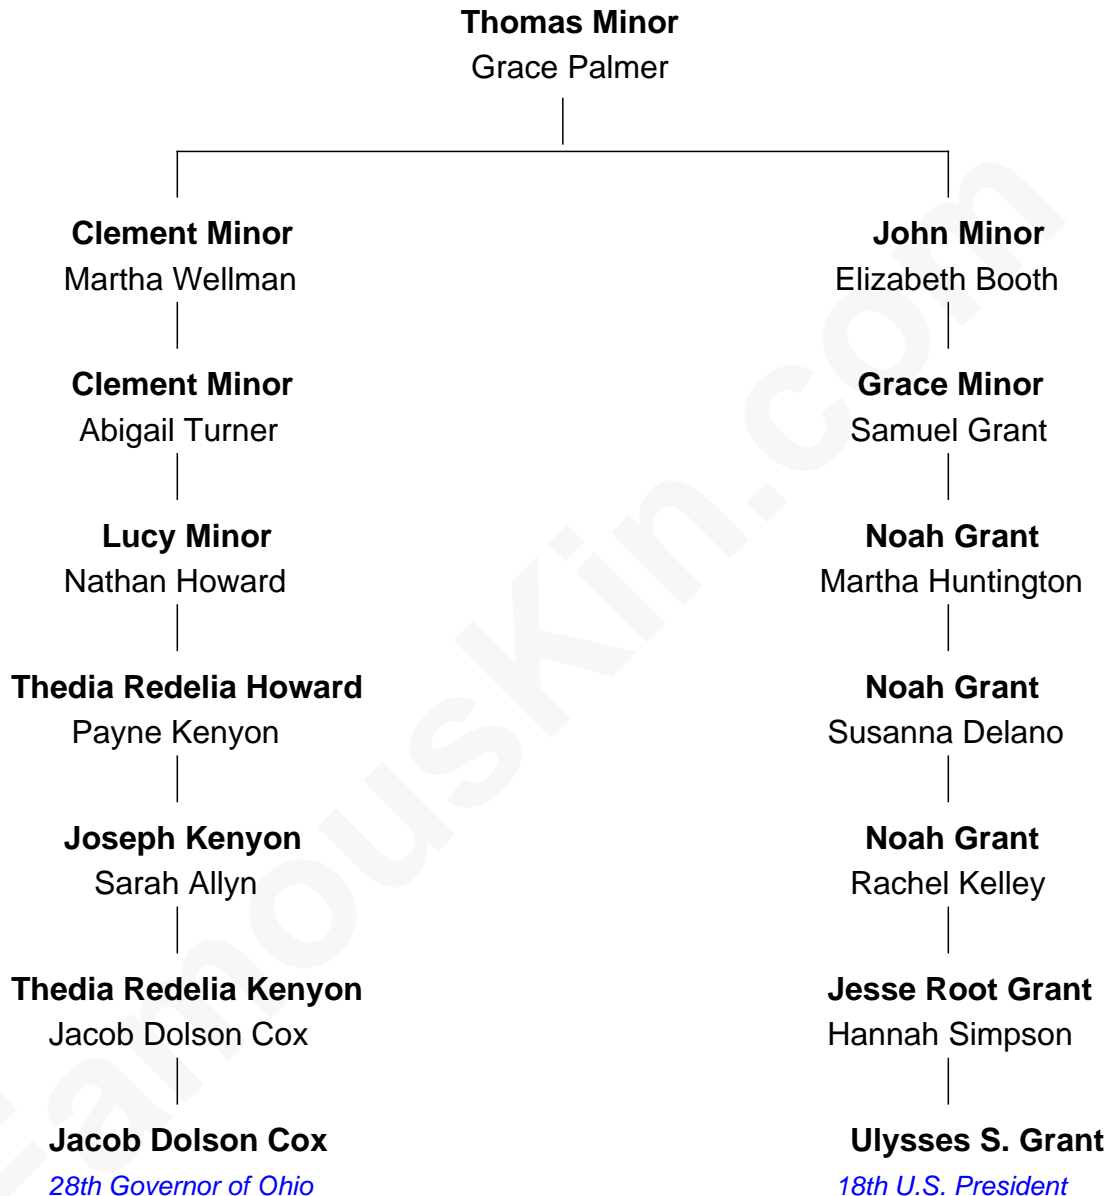 Thomas Minor
Grace Palmer
Clement Minor
Martha Wellman
John Minor
Elizabeth Booth
Clement Minor
Abigail Turner
Grace Minor
Samuel Grant
Lucy Minor
Nathan Howard
Noah Grant
Martha Huntington
Thedia Redelia Howard
Payne Kenyon
Noah Grant
Susanna Delano
Joseph Kenyon
Sarah Allyn
Noah Grant
Rachel Kelley
Thedia Redelia Kenyon
Jacob Dolson Cox
Jesse Root Grant
Hannah Simpson
Jacob Dolson Cox
28th Governor of Ohio
Ulysses S. Grant
18th U.S. President
FamousKin.com